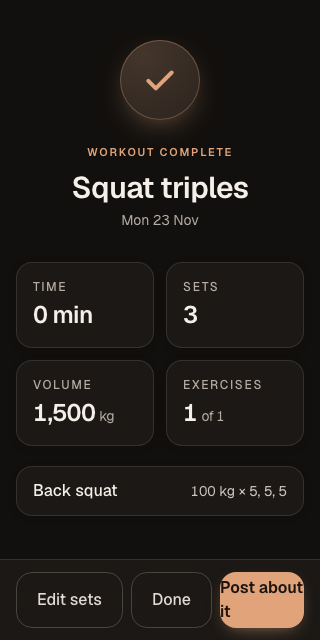 WORKOUT COMPLETE
Squat triples
Mon 23 Nov
TIME
0 min
SETS
3
VOLUME
1,500 kg
EXERCISES
1 of 1
Back squat 100 kg × 5, 5, 5
Edit sets
Done
Post about
it